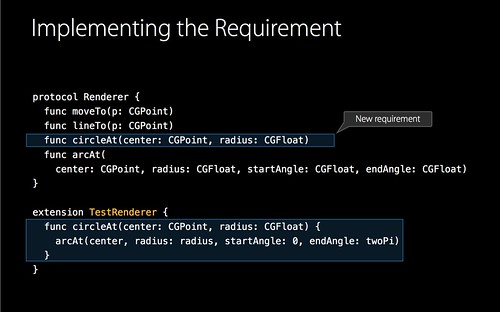 Implementing the Requirement
protocol Renderer {
  func moveTo(p: CGPoint)
  func lineTo(p: CGPoint)
New requirement
  func circleAt(center: CGPoint, radius: CGFloat)
  func arcAt(
    center: CGPoint, radius: CGFloat, startAngle: CGFloat, endAngle: CGFloat)
}
extension TestRenderer {
  func circleAt(center: CGPoint, radius: CGFloat) {
    arcAt(center, radius: radius, startAngle: 0, endAngle: twoPi)
  }
}